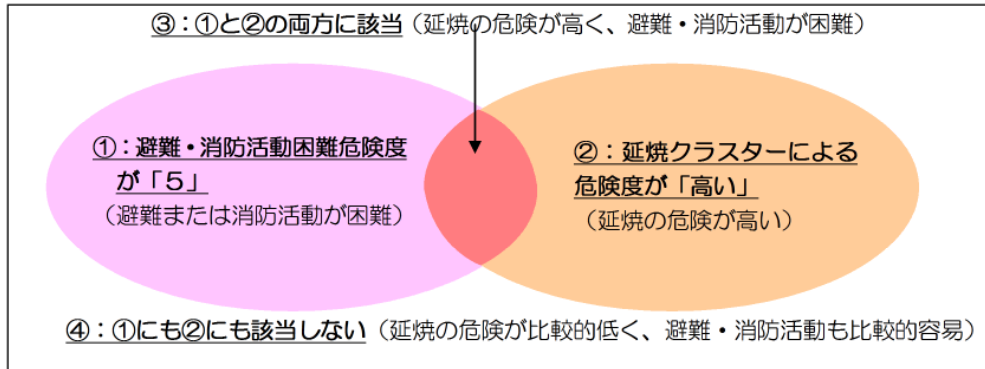 ③：①と②の両方に該当（延焼の危険が高く、避難・消防活動が困難）
①：避難・消防活動困難危険度
が「５」
（避難または消防活動が困難）
②：延焼クラスターによる
危険度が「高い」
（延焼の危険が高い）
④：①にも②にも該当しない（延焼の危険が比較的低く、避難・消防活動も比較的容易）